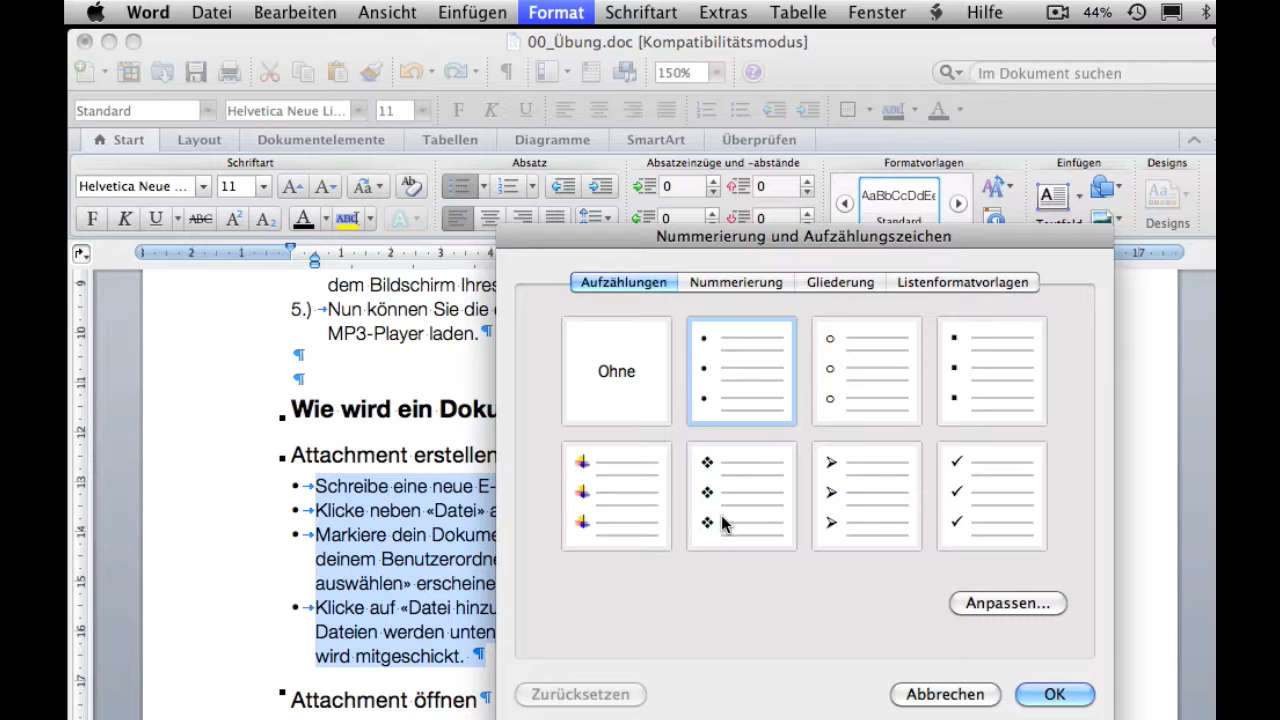 Word Datei Bearbeiten Ansicht Einfügen Format Schriftart Extras Tabelle Fenster Hilfe 44%
00_Übung.doc [Kompatibilitätsmodus]
150% Im Dokument suchen
Standard Helvetica Neue Li... 11 F K U
Start Layout Dokumentelemente Tabellen Diagramme SmartArt Überprüfen
Schriftart Absatz Absatzeinzüge und -abstände Formatvorlagen Einfügen Designs
Helvetica Neue ... 11 0 0 AaBbCcDdEe
F K U ABC A2 A2 A ABC A Standard Designs
Nummerierung und Aufzählungszeichen
Aufzählungen Nummerierung Gliederung Listenformatvorlagen
Ohne
Anpassen...
Zurücksetzen Abbrechen OK
dem Bildschirm Ihres
5.) Nun können Sie die
MP3-Player laden.
Wie wird ein Doku
Attachment erstellen
• Schreibe eine neue E-
• Klicke neben «Datei» a
• Markiere dein Dokume
deinem Benutzerordne
auswählen» erscheine
• Klicke auf «Datei hinzu
Dateien werden unten
wird mitgeschickt.
Attachment öffnen